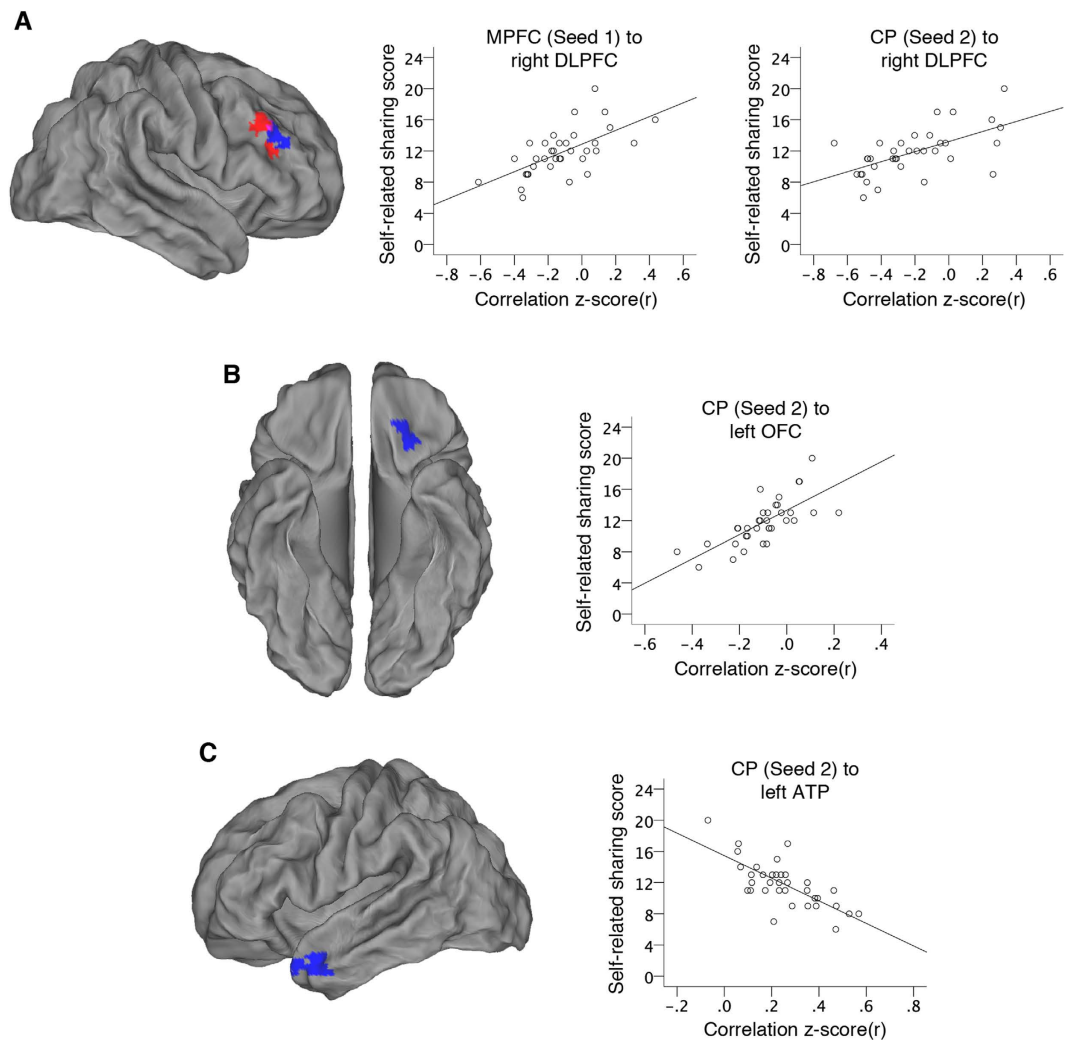 A
MPFC (Seed 1) to
right DLPFC
Self-related sharing score
24
20
16
12
8
4
0
-.8 -.6 -.4 -.2 .0 .2 .4 .6
Correlation z-score(r)
CP (Seed 2) to
right DLPFC
Self-related sharing score
24
20
16
12
8
4
0
-.8 -.6 -.4 -.2 .0 .2 .4 .6
Correlation z-score(r)
B
CP (Seed 2) to
left OFC
Self-related sharing score
24
20
16
12
8
4
0
-.6 -.4 -.2 .0 .2 .4
Correlation z-score(r)
C
CP (Seed 2) to
left ATP
Self-related sharing score
24
20
16
12
8
4
0
-.2 .0 .2 .4 .6 .8
Correlation z-score(r)